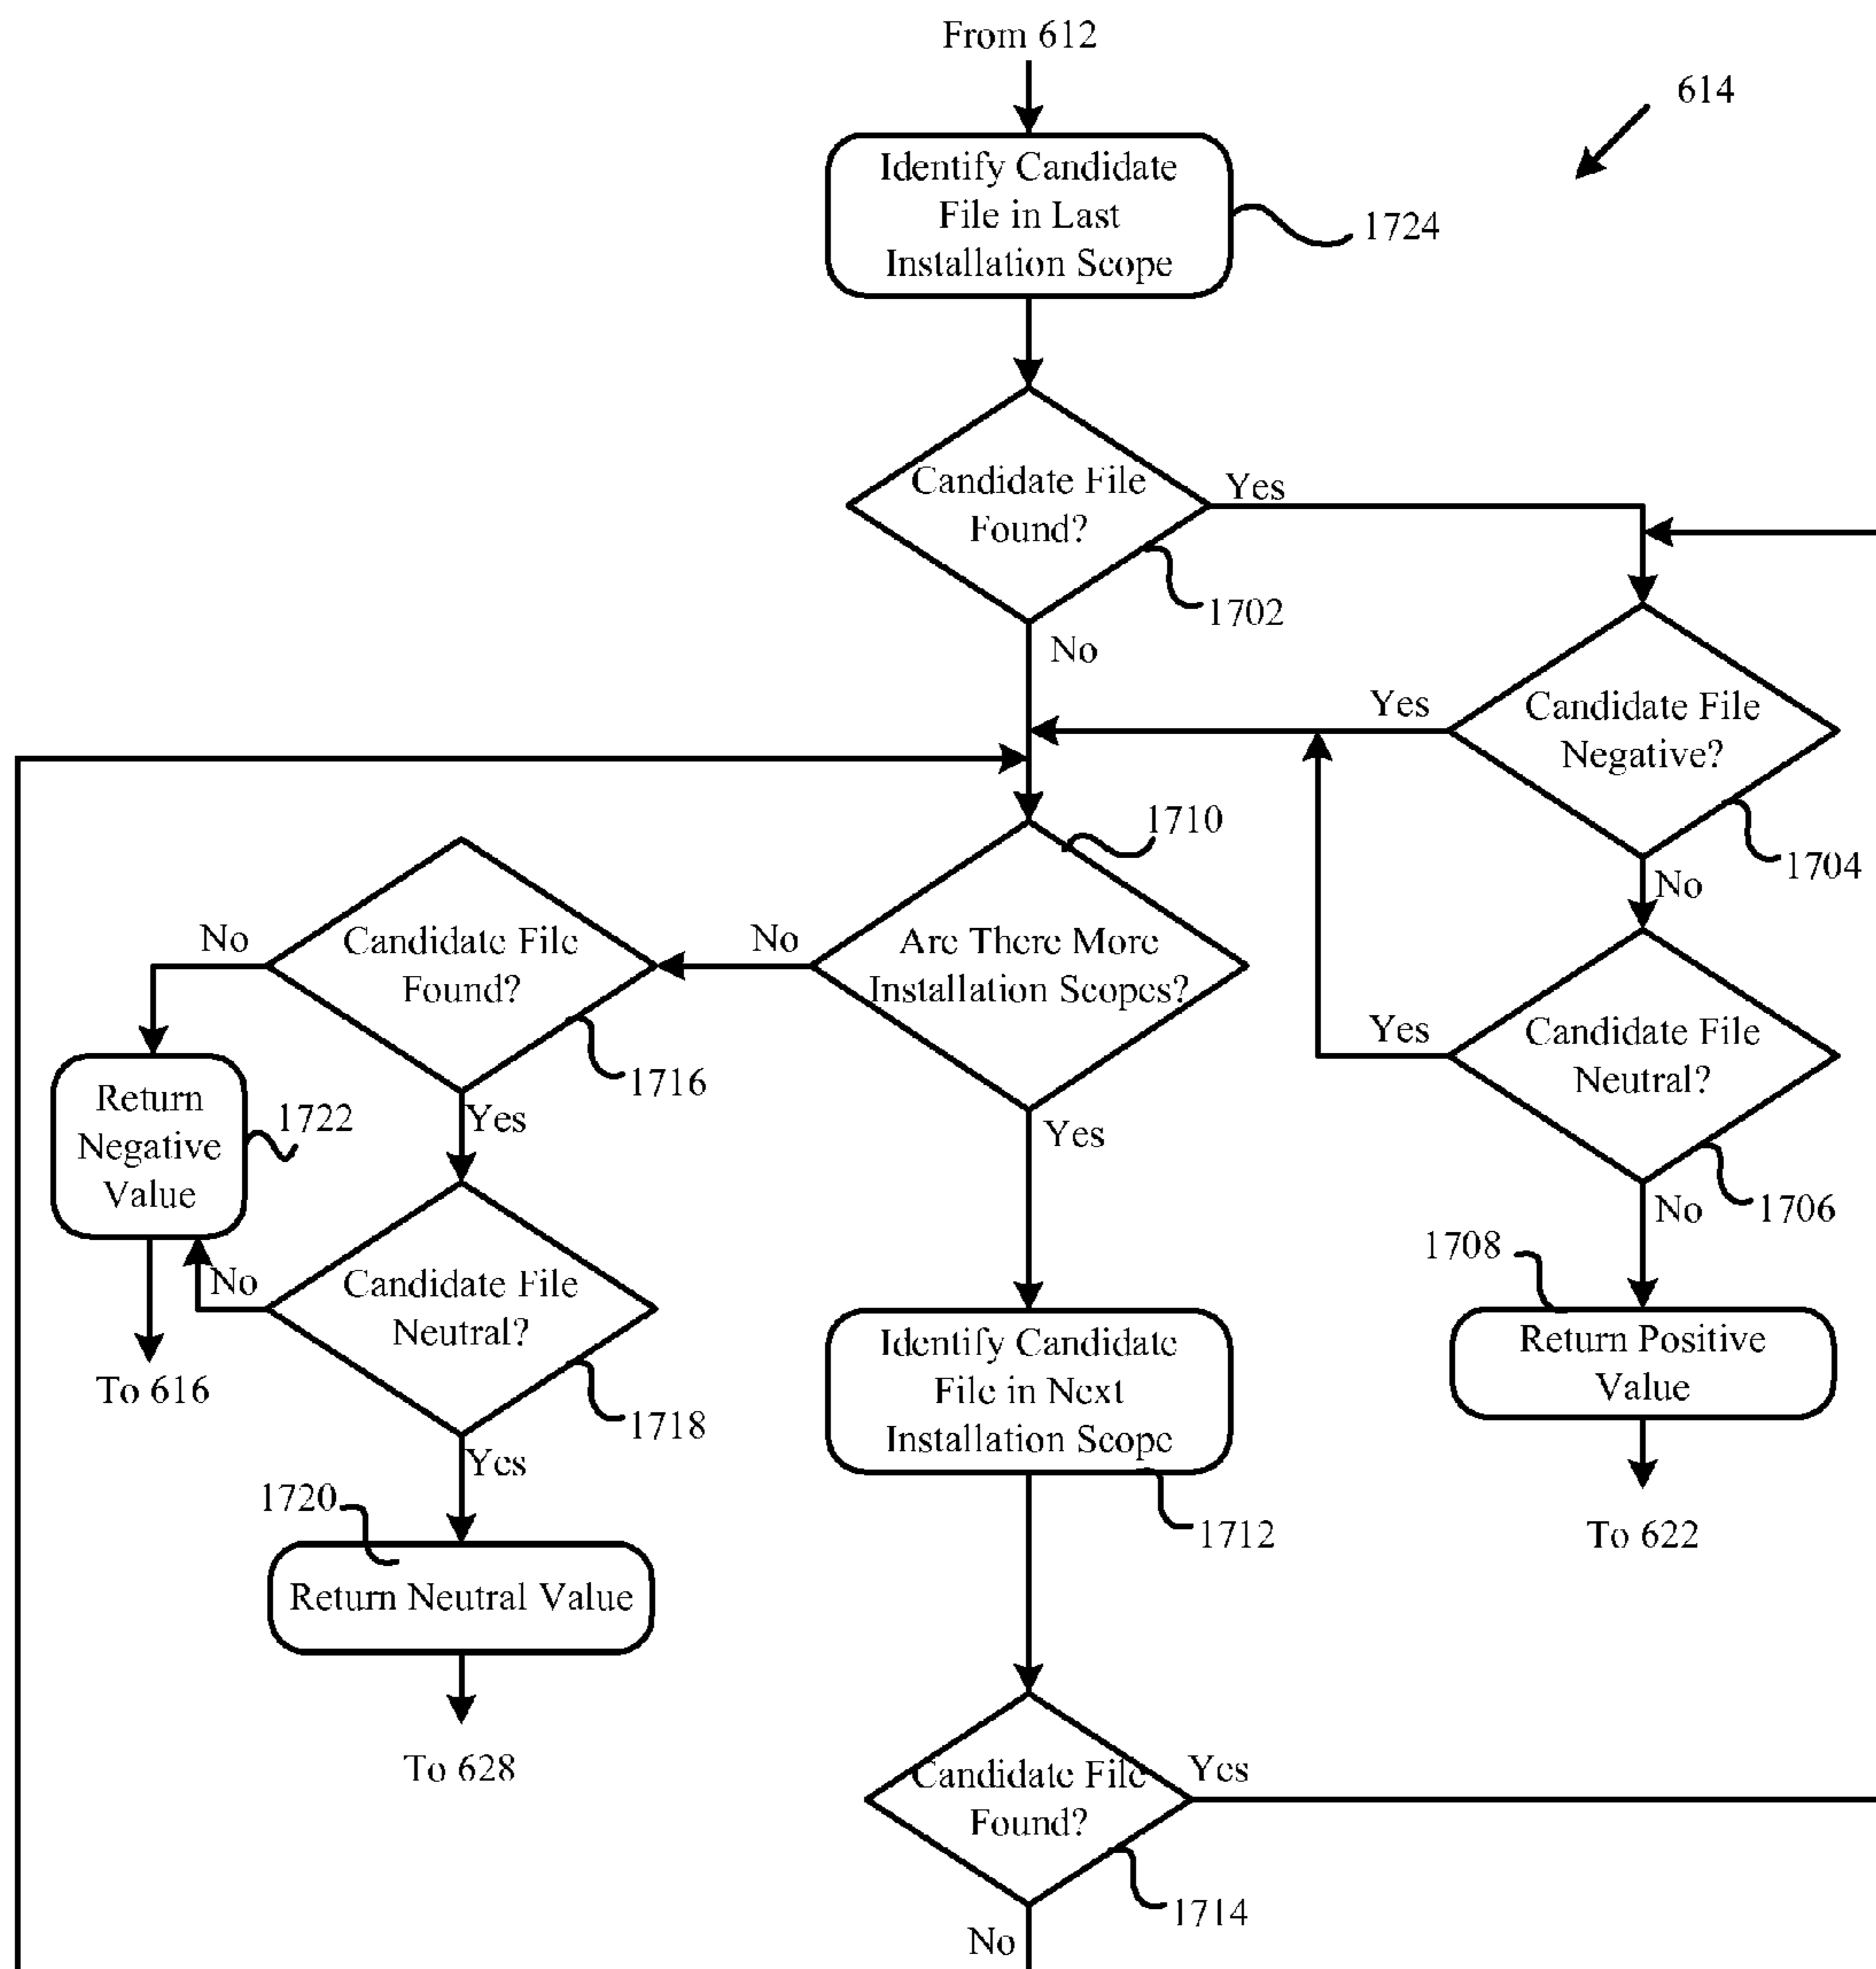 From 612
614
Identify Candidate
File in Last
Installation Scope
1724
Candidate File
Found?
Yes
1702
No
Candidate File
Negative?
Yes
1704
No
1710
Are There More
Installation Scopes?
No
Yes
Candidate File
Found?
No
1716
Yes
Candidate File
Neutral?
Yes
1706
No
Return
Negative
Value
1722
To 616
Candidate File
Neutral?
No
1718
Yes
1720
Return Neutral Value
To 628
Identify Candidate
File in Next
Installation Scope
1712
1708
Return Positive
Value
To 622
Candidate File
Found?
Yes
1714
No